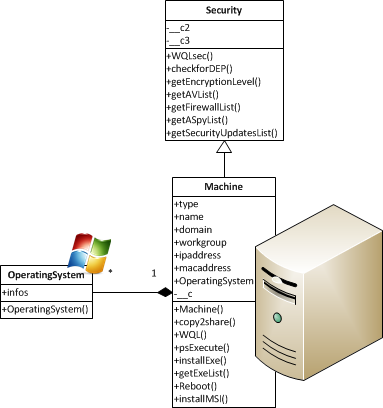 Security
-__c2
-__c3
+WQLsec()
+checkforDEP()
+getEncryptionLevel()
+getAVList()
+getFirewallList()
+getASpyList()
+getSecurityUpdatesList()
Machine
+type
+name
+domain
+workgroup
+ipaddress
+macaddress
+OperatingSystem
-__c
+Machine()
+copy2share()
+WQL()
+psExecute()
+installExe()
+getExeList()
+Reboot()
+installMSI()
OperatingSystem
+infos
+OperatingSystem()
*
1